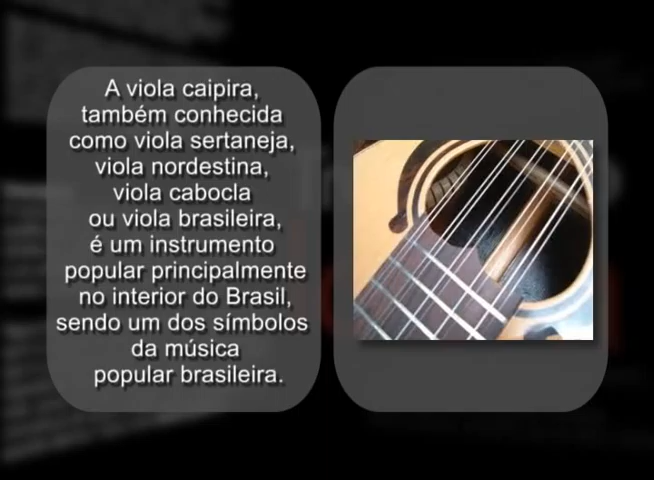 A viola caipira,
também conhecida
como viola sertaneja,
viola nordestina,
viola cabocla
ou viola brasileira,
é um instrumento
popular principalmente
no interior do Brasil,
sendo um dos símbolos
da música
popular brasileira.